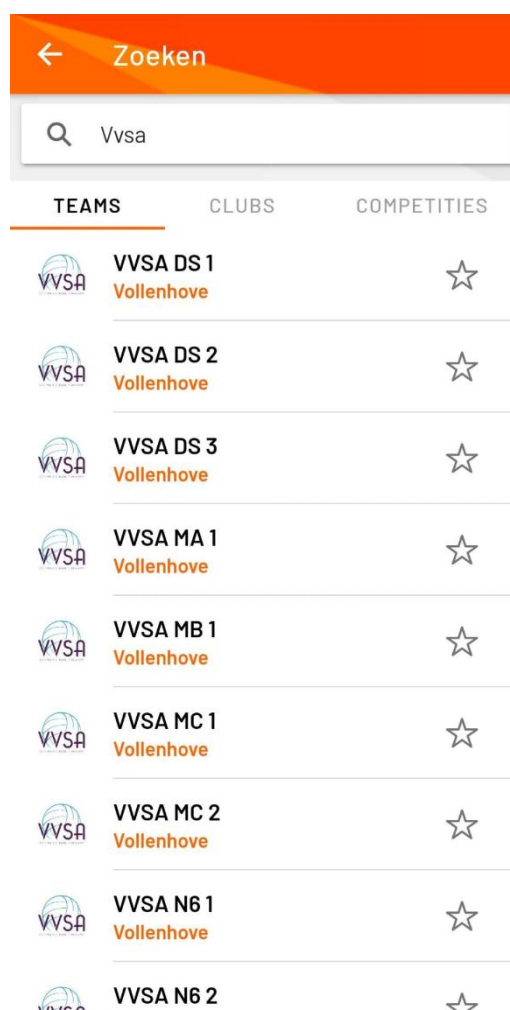 Zoeken
Vvsa
TEAMS CLUBS COMPETITIES
VVSA VVSA DS 1
Vollenhove
VVSA VVSA DS 2
Vollenhove
VVSA VVSA DS 3
Vollenhove
VVSA VVSA MA 1
Vollenhove
VVSA VVSA MB 1
Vollenhove
VVSA VVSA MC 1
Vollenhove
VVSA VVSA MC 2
Vollenhove
VVSA VVSA N6 1
Vollenhove
VVSA VVSA N6 2